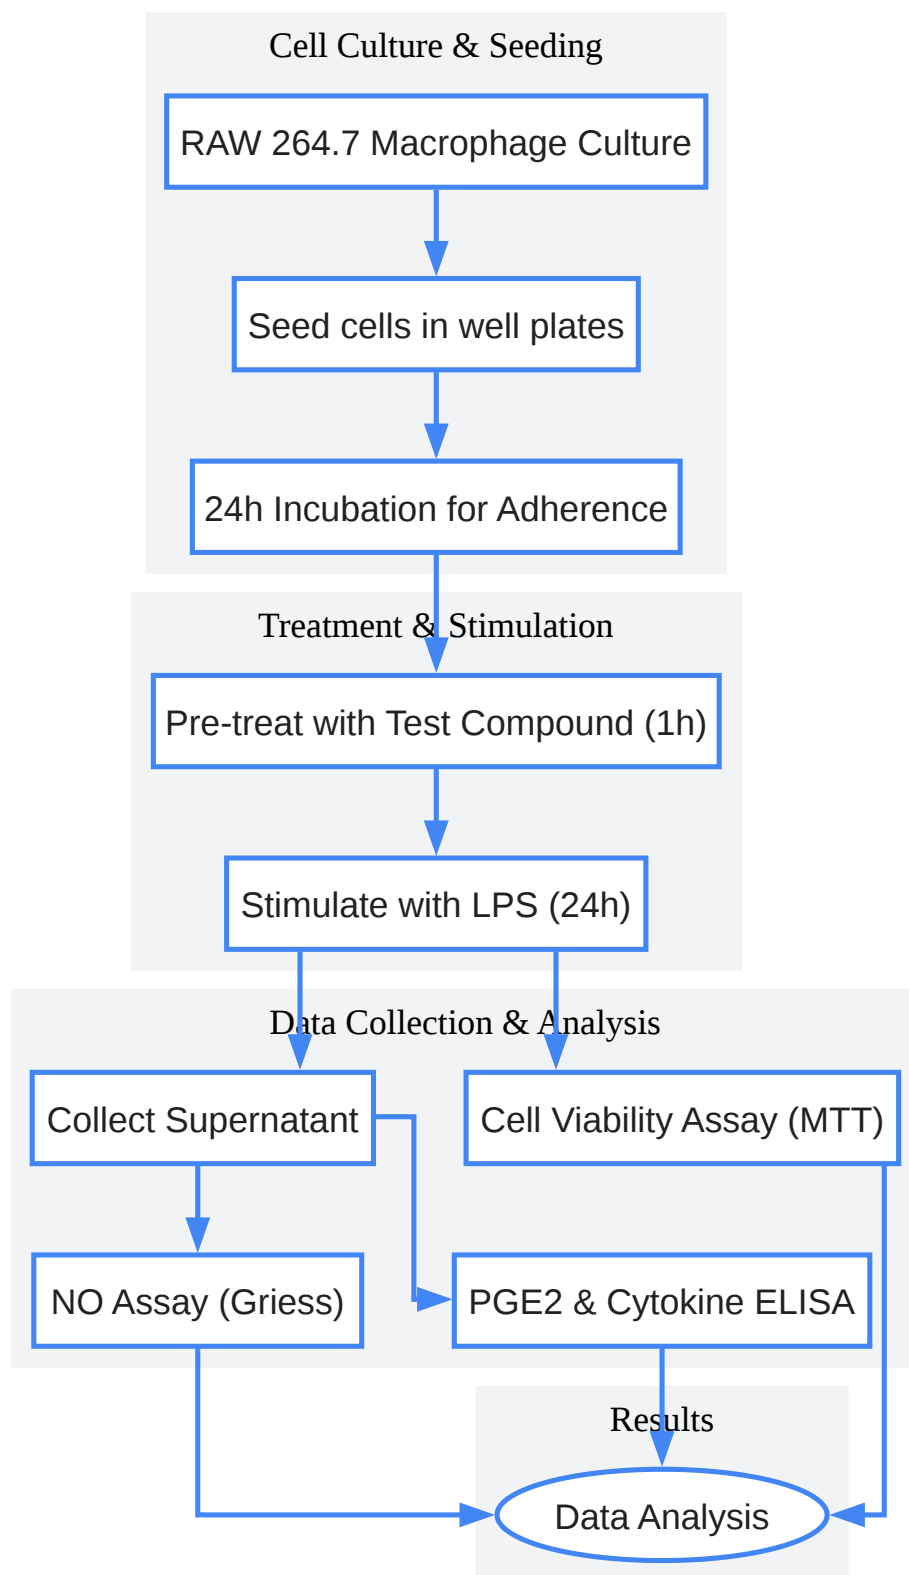 Cell Culture & Seeding
RAW 264.7 Macrophage Culture
Seed cells in well plates
24h Incubation for Adherence
Treatment & Stimulation
Pre-treat with Test Compound (1h)
Stimulate with LPS (24h)
Data Collection & Analysis
Collect Supernatant
Cell Viability Assay (MTT)
NO Assay (Griess)
PGE2 & Cytokine ELISA
Results
Data Analysis